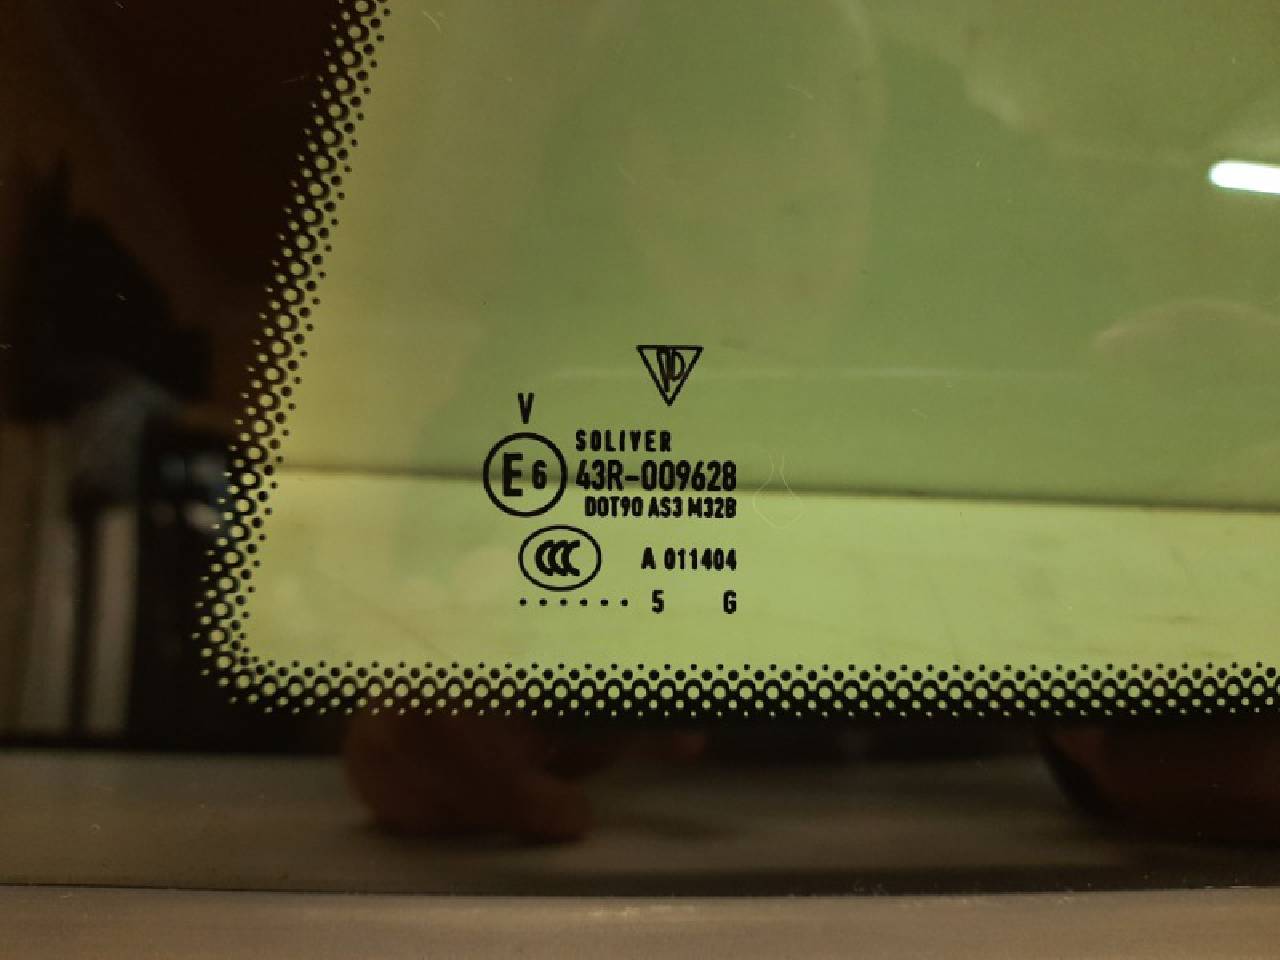 V
SOLIVER
E6 43R-009628
DOT90 AS3 M32B
CCC A 011404
...... 5 G